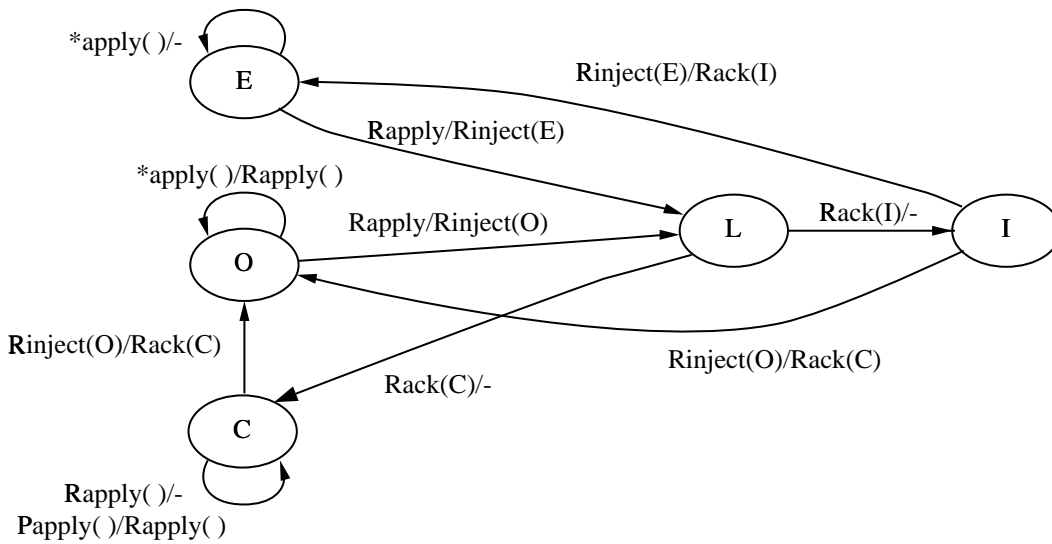 *apply( )/-
E
Rinject(E)/Rack(I)
Rapply/Rinject(E)
*apply( )/Rapply( )
Rapply/Rinject(O)
L
Rack(I)/-
I
O
Rinject(O)/Rack(C)
Rinject(O)/Rack(C)
Rack(C)/-
C
Rapply( )/-
Papply( )/Rapply( )